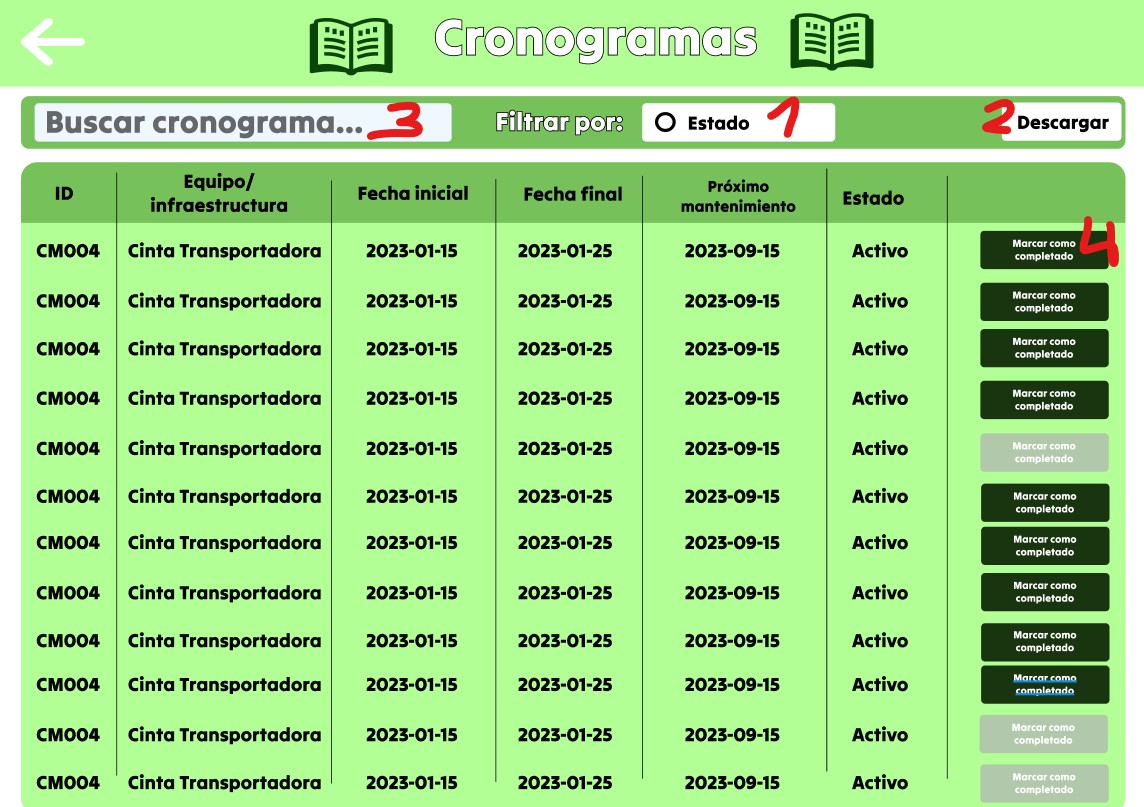 Cronogramas
Buscar cronograma... 3 Filtrar por: Estado 1 2 Descargar
ID Equipo/ infraestructura Fecha inicial Fecha final Próximo mantenimiento Estado
CM004 Cinta Transportadora 2023-01-15 2023-01-25 2023-09-15 Activo Marcar como completado 4
CM004 Cinta Transportadora 2023-01-15 2023-01-25 2023-09-15 Activo Marcar como completado
CM004 Cinta Transportadora 2023-01-15 2023-01-25 2023-09-15 Activo Marcar como completado
CM004 Cinta Transportadora 2023-01-15 2023-01-25 2023-09-15 Activo Marcar como completado
CM004 Cinta Transportadora 2023-01-15 2023-01-25 2023-09-15 Activo Marcar como completado
CM004 Cinta Transportadora 2023-01-15 2023-01-25 2023-09-15 Activo Marcar como completado
CM004 Cinta Transportadora 2023-01-15 2023-01-25 2023-09-15 Activo Marcar como completado
CM004 Cinta Transportadora 2023-01-15 2023-01-25 2023-09-15 Activo Marcar como completado
CM004 Cinta Transportadora 2023-01-15 2023-01-25 2023-09-15 Activo Marcar como completado
CM004 Cinta Transportadora 2023-01-15 2023-01-25 2023-09-15 Activo Marcar como completado
CM004 Cinta Transportadora 2023-01-15 2023-01-25 2023-09-15 Activo Marcar como completado
CM004 Cinta Transportadora 2023-01-15 2023-01-25 2023-09-15 Activo Marcar como completado